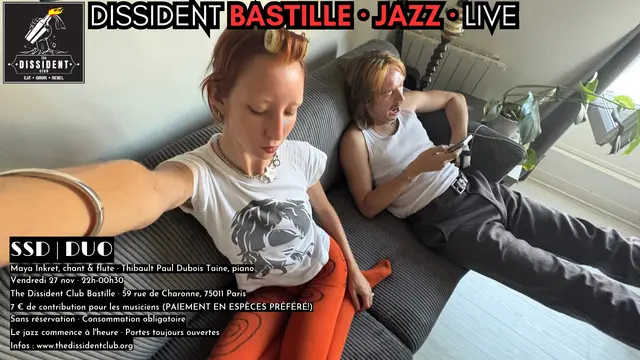 DISSIDENT BASTILLE • JAZZ • LIVE
DISSIDENT
CLUB
EAT • DRINK • REBEL
SSD | DUO
Maya Inkret, chant & flute · Thibault Paul Dubois Taine, piano
Vendredi 27 nov · 22h-00h30
The Dissident Club Bastille · 59 rue de Charonne, 75011 Paris
7 € de contribution pour les musiciens (PAIEMENT EN ESPÈCES PRÉFÉRÉ!)
Sans réservation · Consommation obligatoire
Le jazz commence à l'heure · Portes toujours ouvertes
Infos : www.thedissidentclub.org